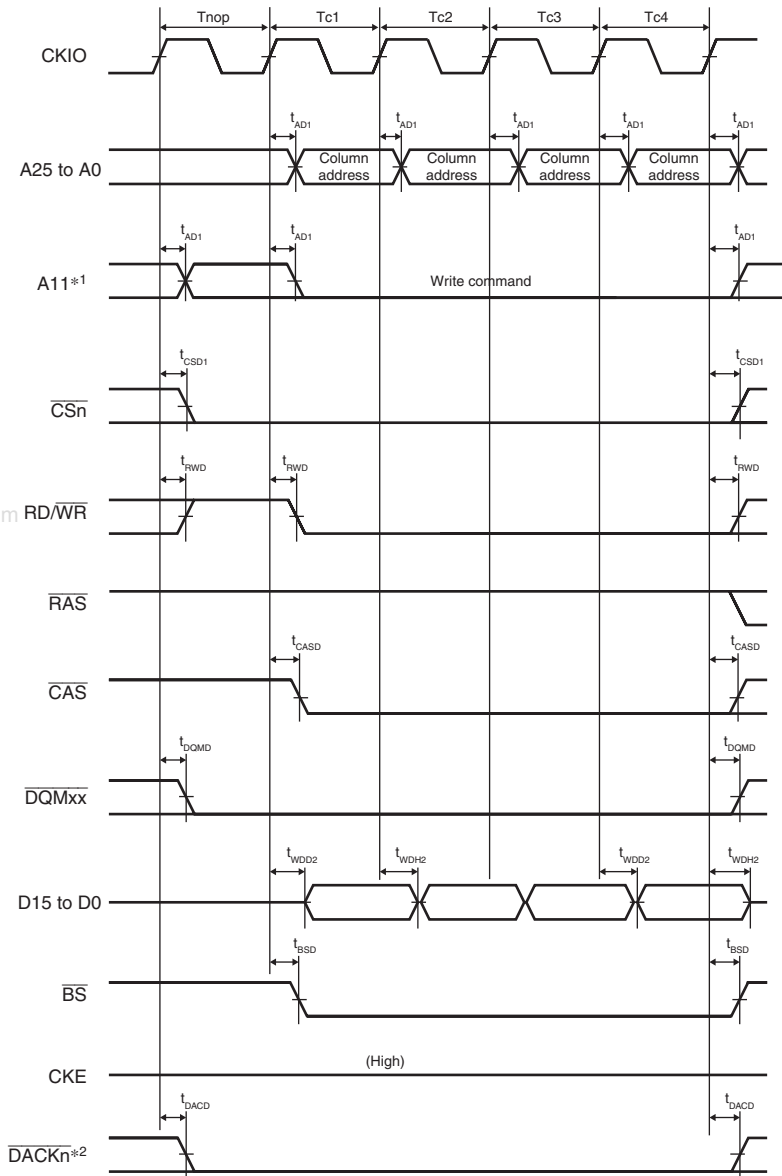 Tnop Tc1 Tc2 Tc3 Tc4
CKIO
tAD1 tAD1 tAD1 tAD1 tAD1
A25 to A0
Column address Column address Column address Column address
tAD1 tAD1 tAD1
A11*1
Write command
tCSD1 tCSD1
CSn
tRWD tRWD tRWD
m RD/WR
RAS
tCASD tCASD
CAS
tDQMD tDQMD
DQMxx
tWDD2 tWDH2 tWDD2 tWDH2
D15 to D0
tBSD tBSD
BS
(High)
CKE
tDACD tDACD
DACKn*2